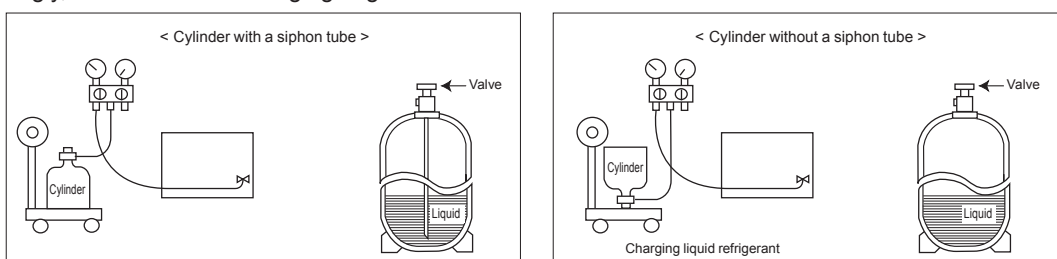 < Cylinder with a siphon tube >
Valve
Cylinder
Liquid
< Cylinder without a siphon tube >
Valve
Cylinder
Liquid
Charging liquid refrigerant